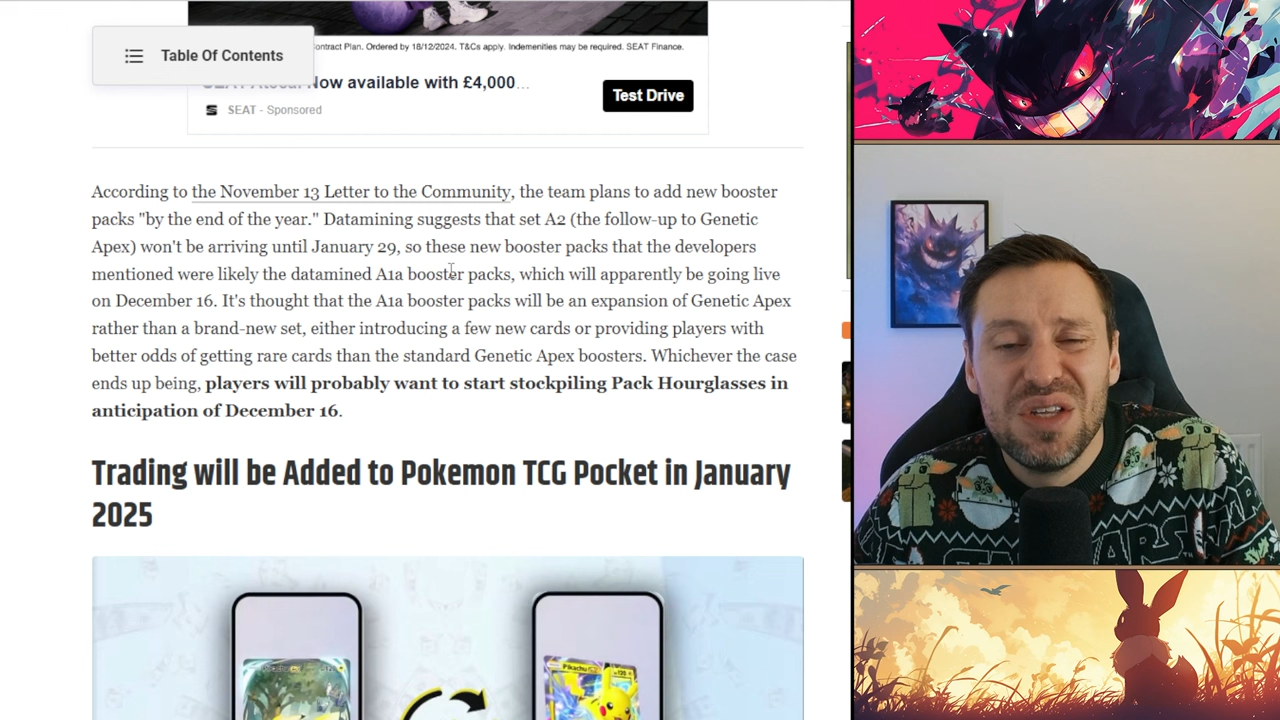 contract Plan. Ordered by 18/12/2024. T&Cs apply. Indemnities may be required. SEAT Finance.
Table Of Contents
Now available with £4,000...
Test Drive
SEAT - Sponsored
According to the November 13 Letter to the Community, the team plans to add new booster
packs "by the end of the year." Datamining suggests that set A2 (the follow-up to Genetic
Apex) won't be arriving until January 29, so these new booster packs that the developers
mentioned were likely the datamined A1a booster packs, which will apparently be going live
on December 16. It's thought that the A1a booster packs will be an expansion of Genetic Apex
rather than a brand-new set, either introducing a few new cards or providing players with
better odds of getting rare cards than the standard Genetic Apex boosters. Whichever the case
ends up being, players will probably want to start stockpiling Pack Hourglasses in
anticipation of December 16.
Trading will be Added to Pokemon TCG Pocket in January
2025
Pikachu
WARS